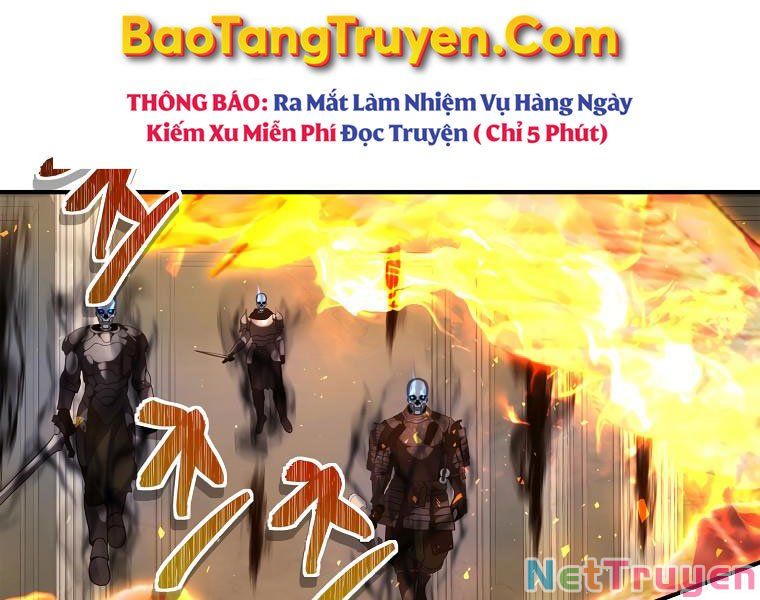 BaoTangTruyen.Com
THÔNG BÁO: Ra Mắt Làm Nhiệm Vụ Hàng Ngày
Kiếm Xu Miễn Phí Đọc Truyện ( Chỉ 5 Phút)
NetTruyen